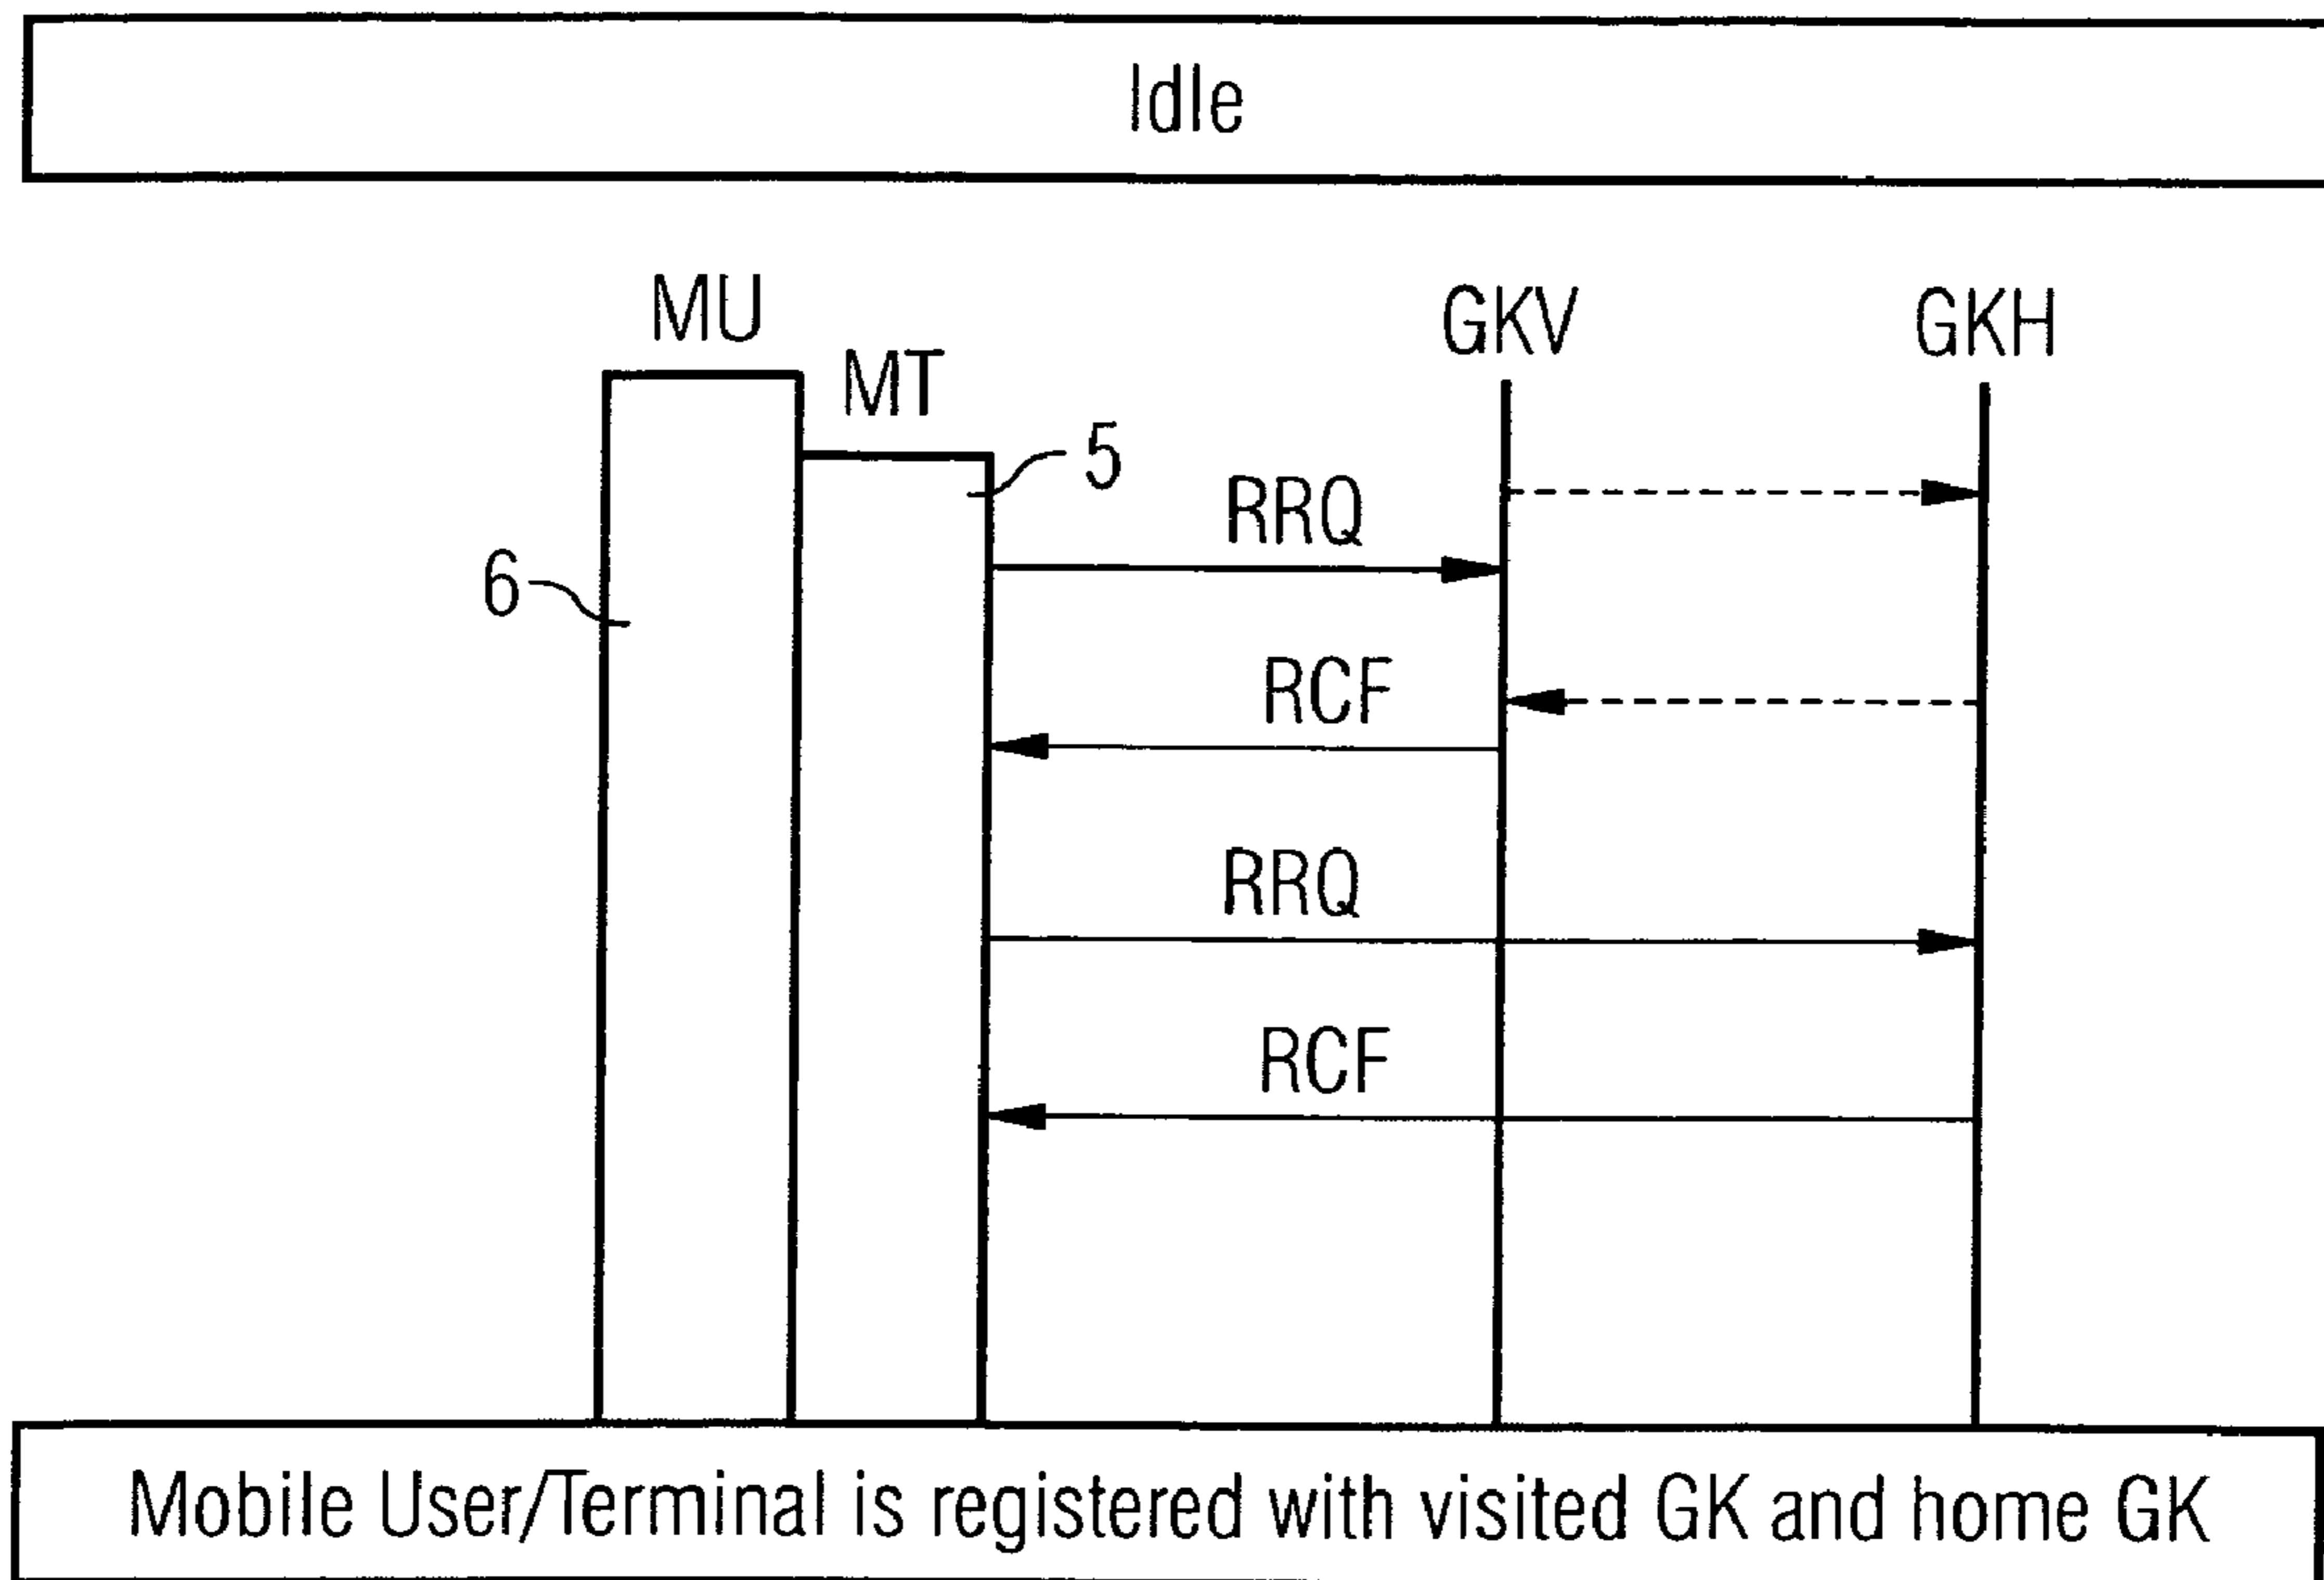 Idle
MU
MT
GKV
GKH
5
RRQ
6
RCF
RRQ
RCF
Mobile User/Terminal is registered with visited GK and home GK